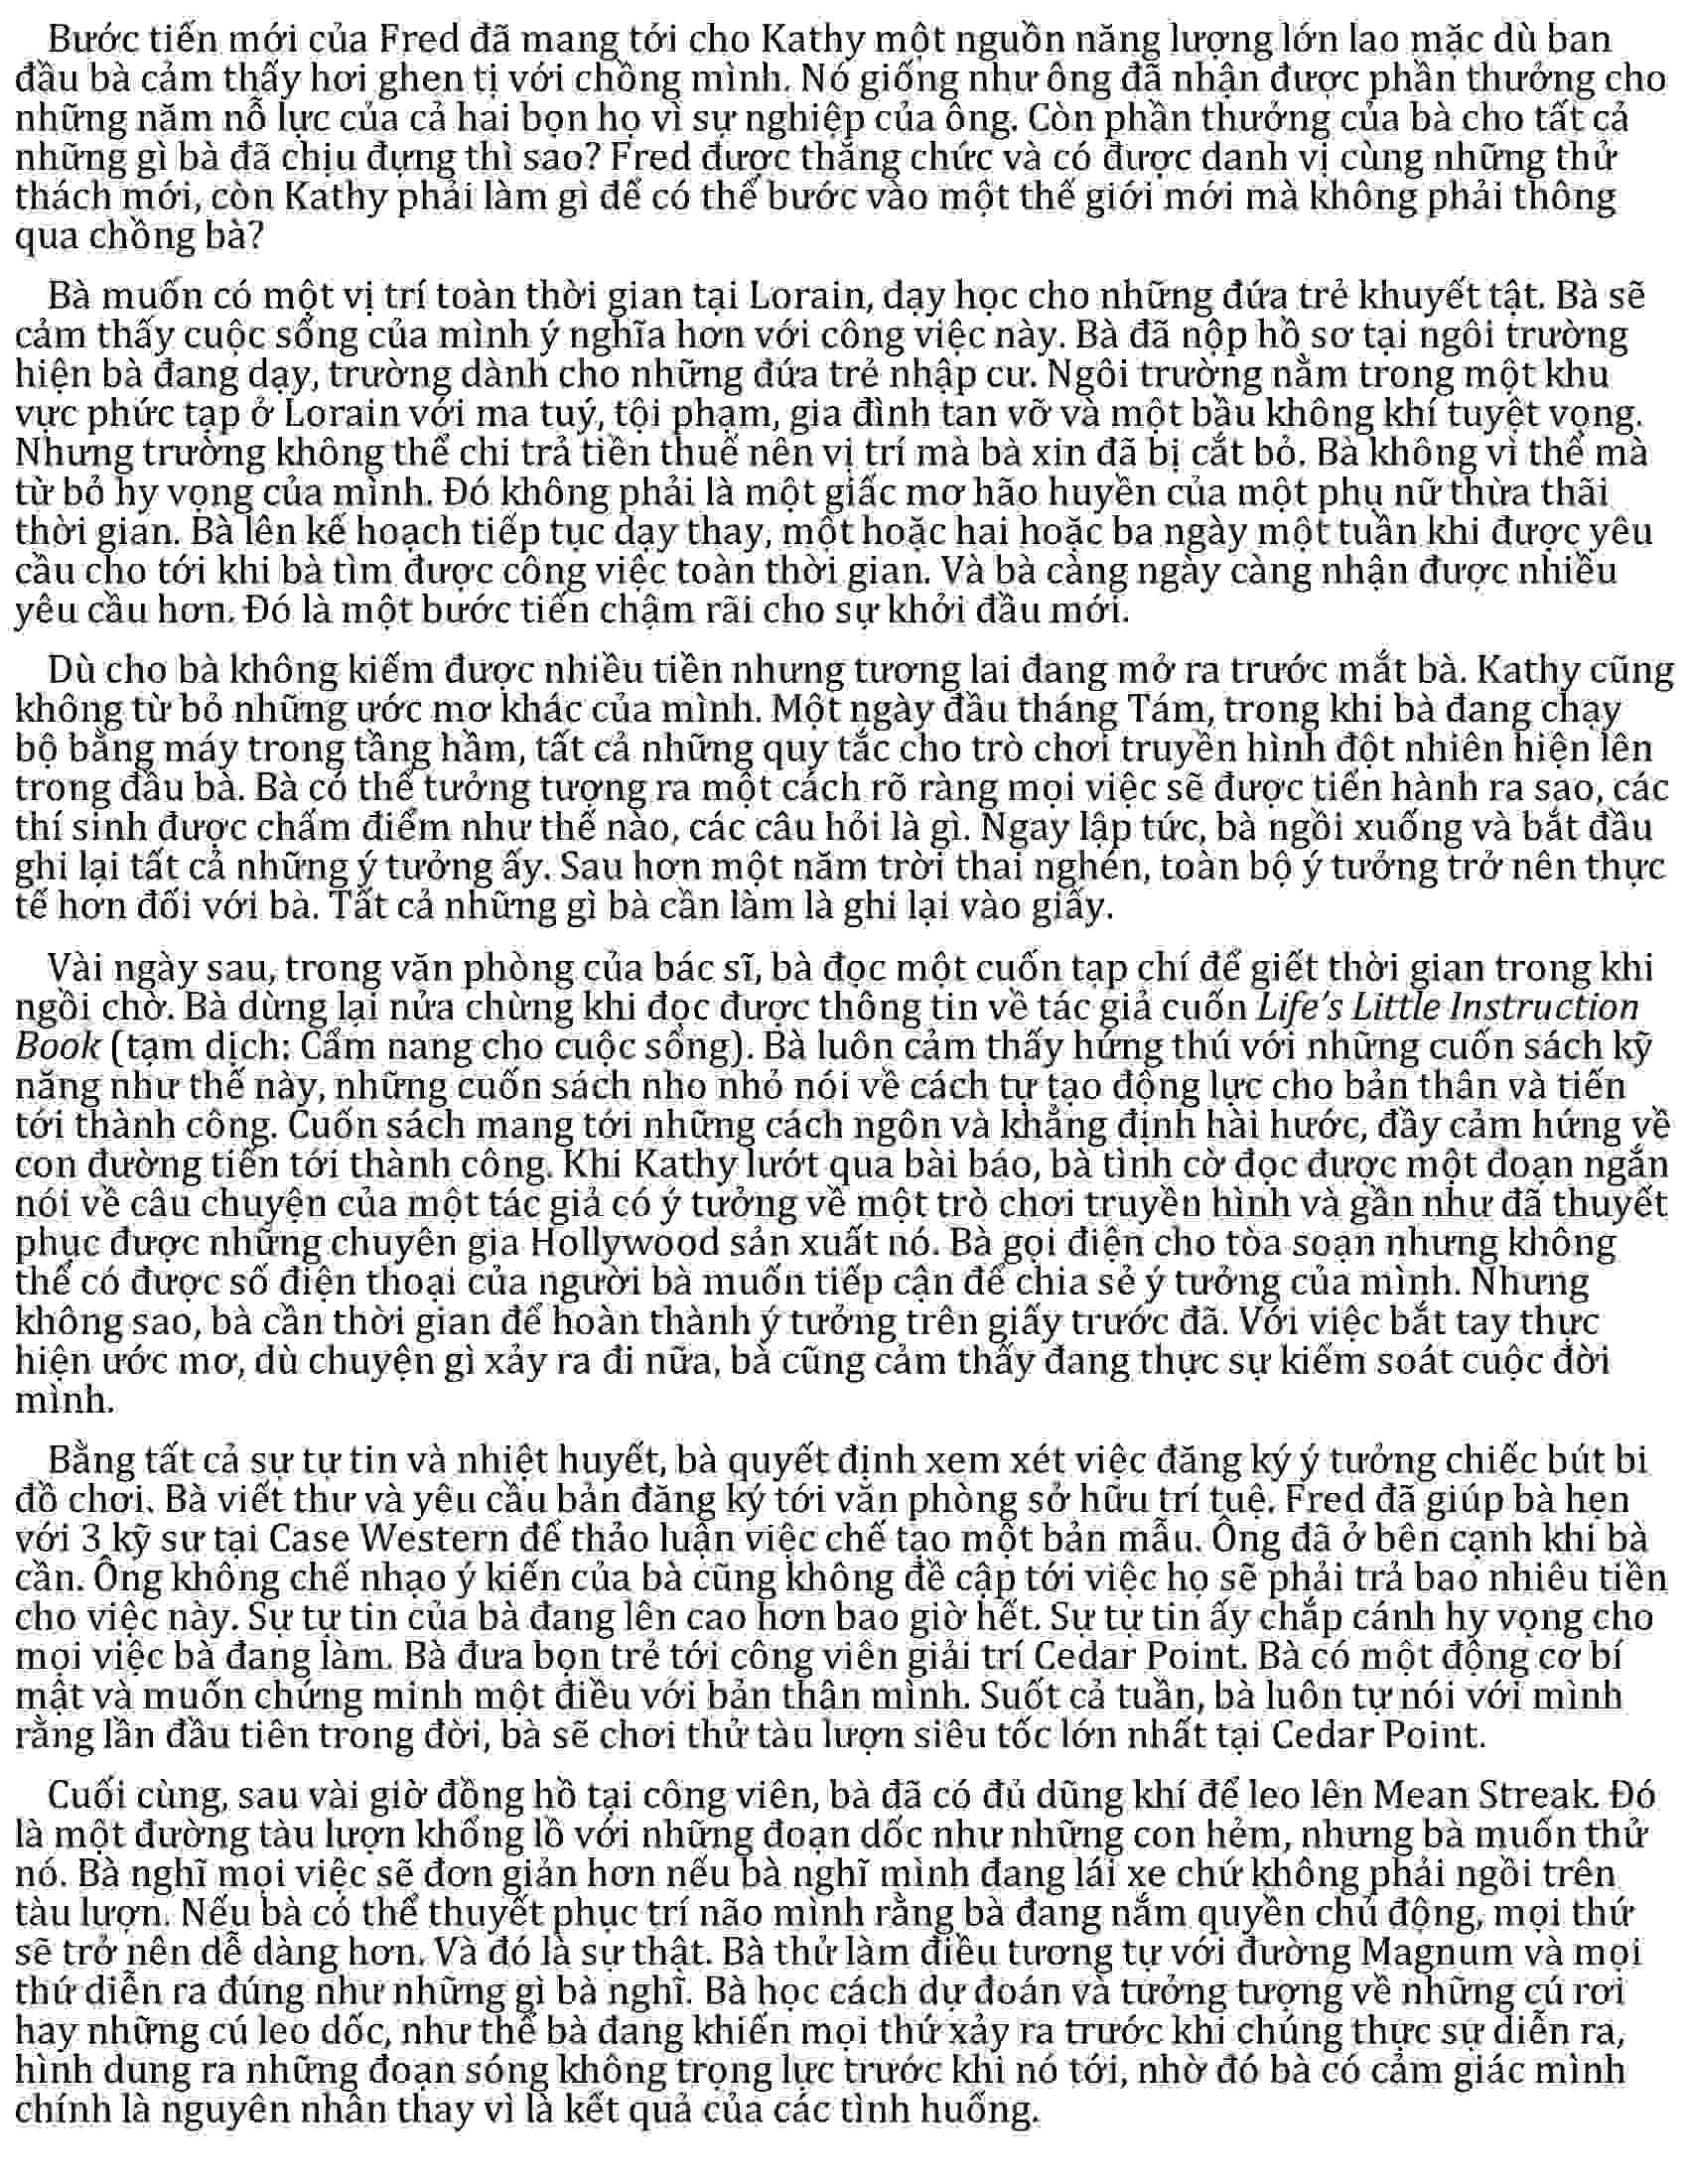 Bước tiến mới của Fred đã mang tới cho Kathy một nguồn năng lượng lớn lao mặc dù ban
đầu bà cảm thấy hơi ghen tị với chồng mình. Nó giống như ông đã nhận được phần thưởng cho
những năm nỗ lực của cả hai bọn họ vì sự nghiệp của ông. Còn phần thưởng của bà cho tất cả
những gì bà đã chịu đựng thì sao? Fred được thăng chức và có được danh vị cùng những thử
thách mới, còn Kathy phải làm gì để có thể bước vào một thế giới mới mà không phải thông
qua chồng bà?
Bà muốn có một vị trí toàn thời gian tại Lorain, dạy học cho những đứa trẻ khuyết tật. Bà sẽ
cảm thấy cuộc sống của mình ý nghĩa hơn với công việc này. Bà đã nộp hồ sơ tại ngôi trường
hiện bà đang dạy, trường dành cho những đứa trẻ nhập cư. Ngôi trường nằm trong một khu
vực phức tạp ở Lorain với ma tuý, tội phạm, gia đình tan vỡ và một bầu không khí tuyệt vọng.
Nhưng trường không thể chi trả tiền thuế nên vị trí mà bà xin đã bị cắt bỏ. Bà không vì thế mà
từ bỏ hy vọng của mình. Đó không phải là một giấc mơ hão huyền của một phụ nữ thừa thãi
thời gian. Bà lên kế hoạch tiếp tục dạy thay, một hoặc hai hoặc ba ngày một tuần khi được yêu
cầu cho tới khi bà tìm được công việc toàn thời gian. Và bà càng ngày càng nhận được nhiều
yêu cầu hơn. Đó là một bước tiến chậm rãi cho sự khởi đầu mới.
Dù cho bà không kiếm được nhiều tiền nhưng tương lai đang mở ra trước mắt bà. Kathy cũng
không từ bỏ những ước mơ khác của mình. Một ngày đầu tháng Tám, trong khi bà đang chạy
bộ bằng máy trong tầng hầm, tất cả những quy tắc cho trò chơi truyền hình đột nhiên hiện lên
trong đầu bà. Bà có thể tưởng tượng ra một cách rõ ràng mọi việc sẽ được tiến hành ra sao, các
thí sinh được chấm điểm như thế nào, các câu hỏi là gì. Ngay lập tức, bà ngồi xuống và bắt đầu
ghi lại tất cả những ý tưởng ấy. Sau hơn một năm trời thai nghén, toàn bộ ý tưởng trở nên thực
tế hơn đối với bà. Tất cả những gì bà cần làm là ghi lại vào giấy.
Vài ngày sau, trong văn phòng của bác sĩ, bà đọc một cuốn tạp chí để giết thời gian trong khi
ngồi chờ. Bà dừng lại nửa chừng khi đọc được thông tin về tác giả cuốn Life's Little Instruction
Book (tạm dịch: Cẩm nang cho cuộc sống). Bà luôn cảm thấy hứng thú với những cuốn sách kỹ
năng như thế này, những cuốn sách nho nhỏ nói về cách tự tạo động lực cho bản thân và tiến
tới thành công. Cuốn sách mang tới những cách ngôn và khẳng định hài hước, đầy cảm hứng về
con đường tiến tới thành công. Khi Kathy lướt qua bài báo, bà tình cờ đọc được một đoạn ngắn
nói về câu chuyện của một tác giả có ý tưởng về một trò chơi truyền hình và gần như đã thuyết
phục được những chuyên gia Hollywood sản xuất nó. Bà gọi điện cho tòa soạn nhưng không
thể có được số điện thoại của người bà muốn tiếp cận để chia sẻ ý tưởng của mình. Nhưng
không sao, bà cần thời gian để hoàn thành ý tưởng trên giấy trước đã. Với việc bắt tay thực
hiện ước mơ, dù chuyện gì xảy ra đi nữa, bà cũng cảm thấy đang thực sự kiểm soát cuộc đời
mình.
Bằng tất cả sự tự tin và nhiệt huyết, bà quyết định xem xét việc đăng ký ý tưởng chiếc bút bi
đồ chơi. Bà viết thư và yêu cầu bản đăng ký tới văn phòng sở hữu trí tuệ. Fred đã giúp bà hẹn
với 3 kỹ sư tại Case Western để thảo luận việc chế tạo một bản mẫu. Ông đã ở bên cạnh khi bà
cần. Ông không chế nhạo ý kiến của bà cũng không đề cập tới việc họ sẽ phải trả bao nhiêu tiền
cho việc này. Sự tự tin của bà đang lên cao hơn bao giờ hết. Sự tự tin ấy chắp cánh hy vọng cho
mọi việc bà đang làm. Bà đưa bọn trẻ tới công viên giải trí Cedar Point. Bà có một động cơ bí
mật và muốn chứng minh một điều với bản thân mình. Suốt cả tuần, bà luôn tự nói với mình
rằng lần đầu tiên trong đời, bà sẽ chơi thử tàu lượn siêu tốc lớn nhất tại Cedar Point.
Cuối cùng, sau vài giờ đồng hồ tại công viên, bà đã có đủ dũng khí để leo lên Mean Streak. Đó
là một đường tàu lượn khổng lồ với những đoạn dốc như những con hẻm, nhưng bà muốn thử
nó. Bà nghĩ mọi việc sẽ đơn giản hơn nếu bà nghĩ mình đang lái xe chứ không phải ngồi trên
tàu lượn. Nếu bà có thể thuyết phục trí não mình rằng bà đang nắm quyền chủ động, mọi thứ
sẽ trở nên dễ dàng hơn. Và đó là sự thật. Bà thử làm điều tương tự với đường Magnum và mọi
thứ diễn ra đúng như những gì bà nghĩ. Bà học cách dự đoán và tưởng tượng về những cú rơi
hay những cú leo dốc, như thể bà đang khiến mọi thứ xảy ra trước khi chúng thực sự diễn ra,
hình dung ra những đoạn sóng không trọng lực trước khi nó tới, nhờ đó bà có cảm giác mình
chính là nguyên nhân thay vì là kết quả của các tình huống.